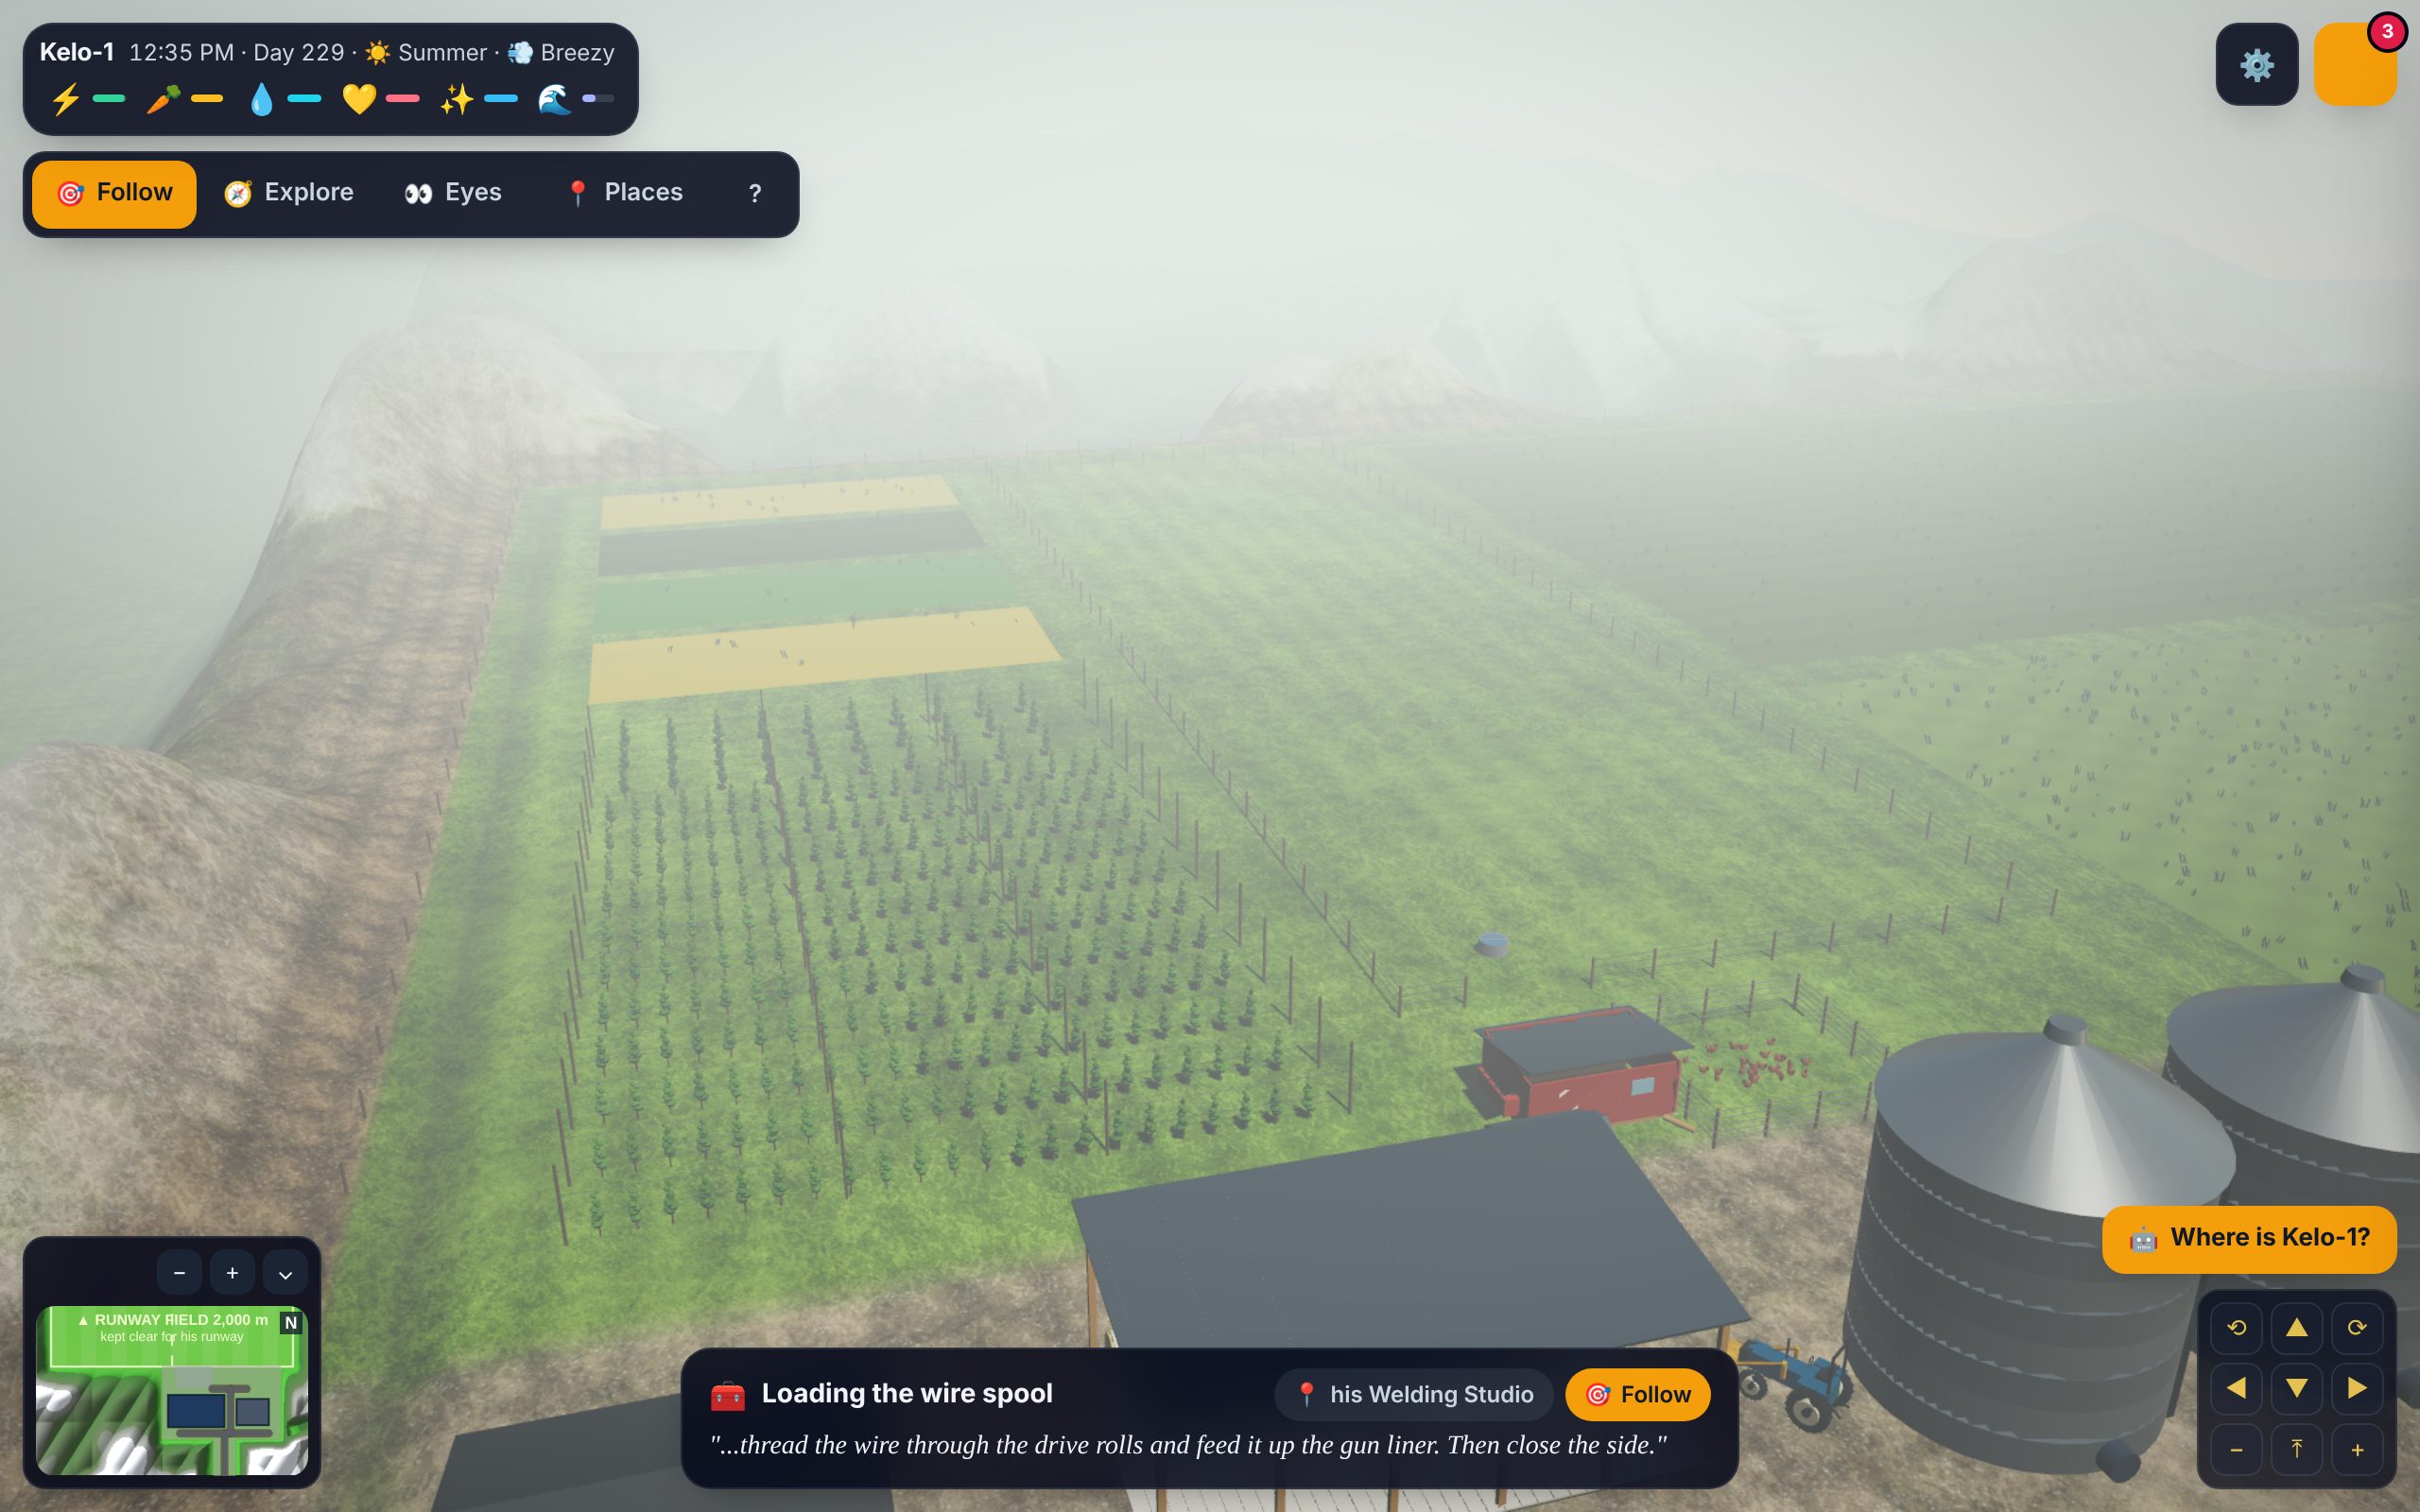 Kelo-1 12:35 PM · Day 229 · Summer · Breezy
3
Follow
Explore
Eyes
Places
?
▲ RUNWAY FIELD 2,000 m
N
kept clear for his runway
Loading the wire spool
his Welding Studio
Follow
"...thread the wire through the drive rolls and feed it up the gun liner. Then close the side."
Where is Kelo-1?